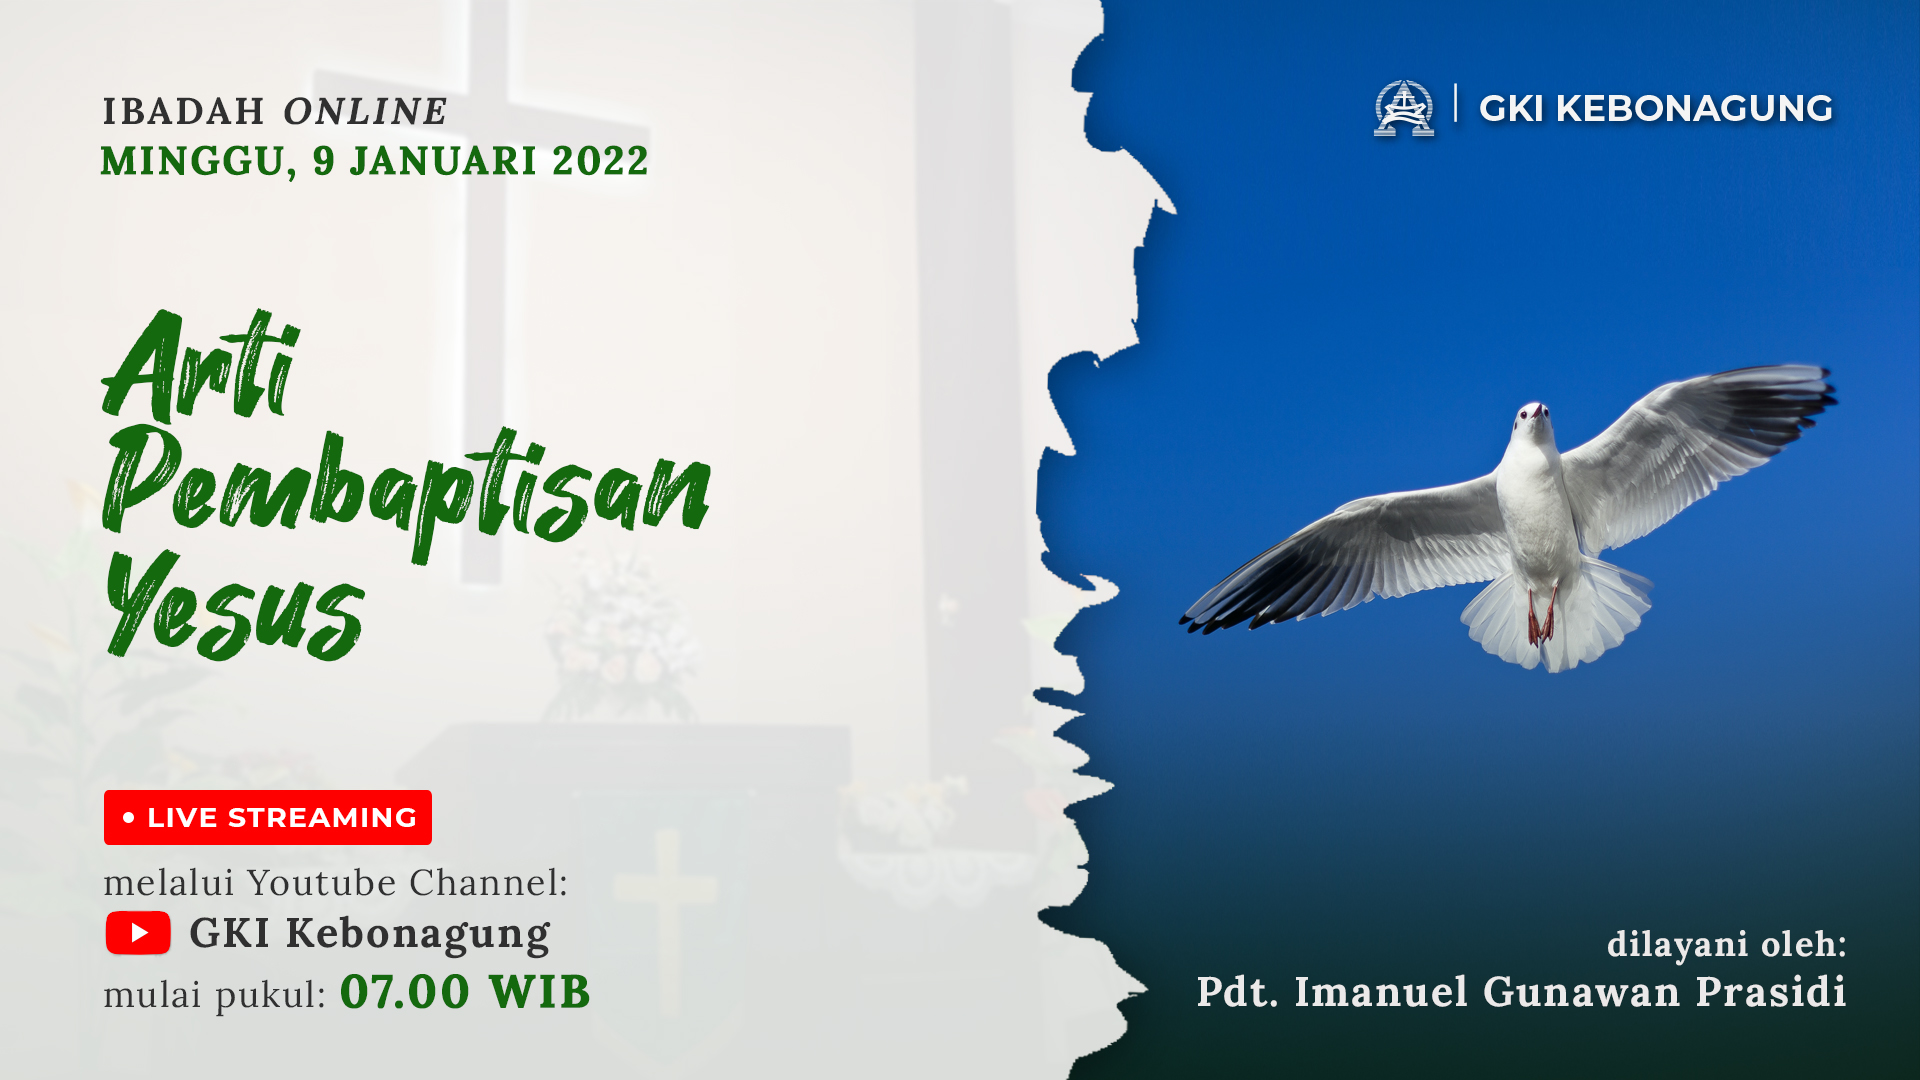 IBADAH ONLINE
MINGGU, 9 JANUARI 2022
GKI KEBONAGUNG
Arti
Pembaptisan
Yesus
• LIVE STREAMING
melalui Youtube Channel:
GKI Kebonagung
mulai pukul: 07.00 WIB
dilayani oleh:
Pdt. Imanuel Gunawan Prasidi